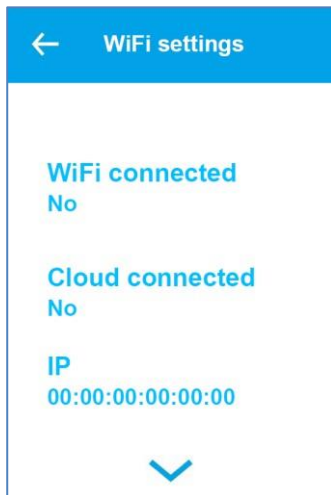 WiFi settings
WiFi connected
No
Cloud connected
No
IP
00:00:00:00:00:00